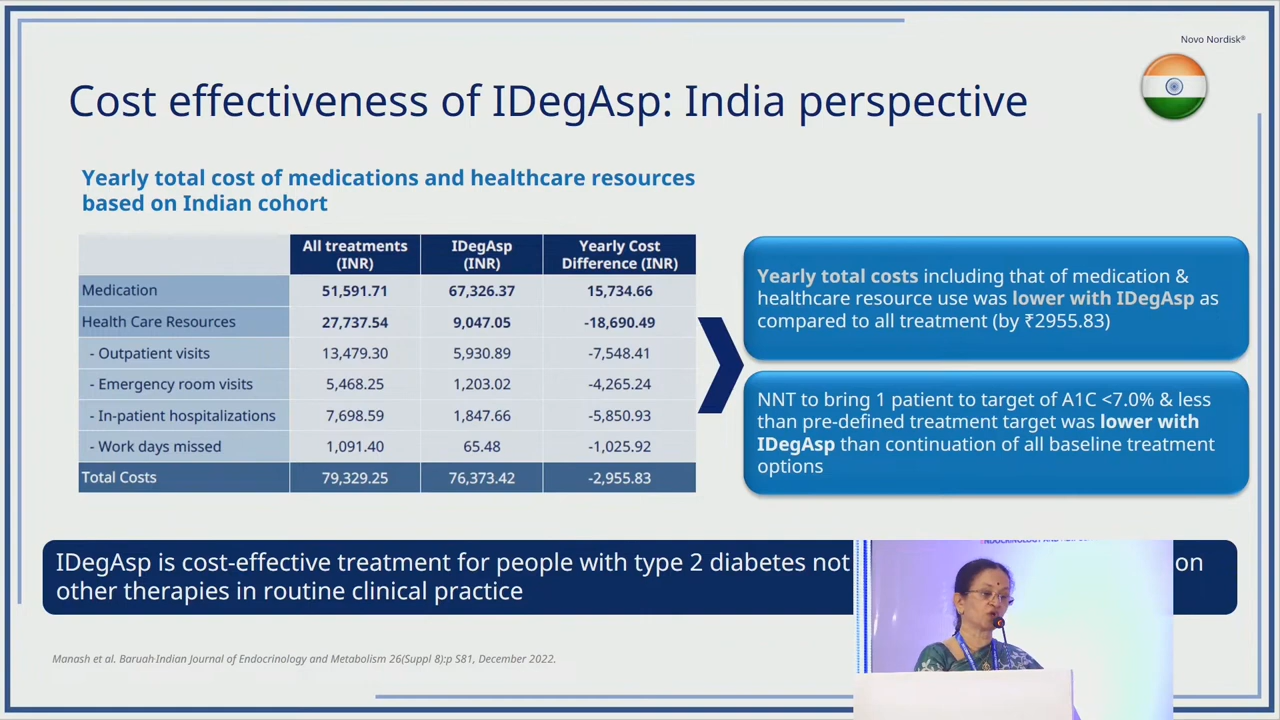 Novo Nordisk®
Cost effectiveness of IDegAsp: India perspective
Yearly total cost of medications and healthcare resources
based on Indian cohort
All treatments (INR) IDegAsp (INR) Yearly Cost Difference (INR)
Medication 51,591.71 67,326.37 15,734.66
Health Care Resources 27,737.54 9,047.05 -18,690.49
- Outpatient visits 13,479.30 5,930.89 -7,548.41
- Emergency room visits 5,468.25 1,203.02 -4,265.24
- In-patient hospitalizations 7,698.59 1,847.66 -5,850.93
- Work days missed 1,091.40 65.48 -1,025.92
Total Costs 79,329.25 76,373.42 -2,955.83
Yearly total costs including that of medication &
healthcare resource use was lower with IDegAsp as
compared to all treatment (by ₹2955.83)
NNT to bring 1 patient to target of A1C <7.0% & less
than pre-defined treatment target was lower with
IDegAsp than continuation of all baseline treatment
options
IDegAsp is cost-effective treatment for people with type 2 diabetes not on
other therapies in routine clinical practice
Manash et al. Baruah Indian Journal of Endocrinology and Metabolism 26(Suppl 8):p S81, December 2022.